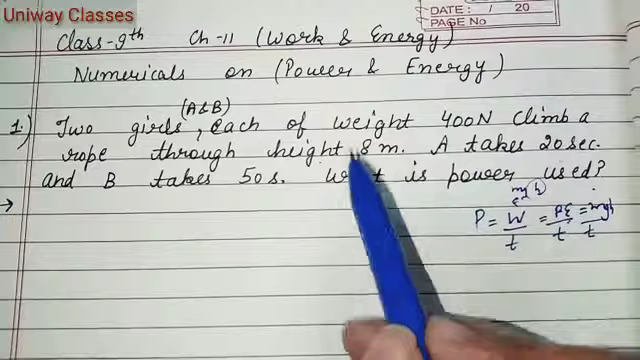 Uniway Classes
DATE: / 20
PAGE No
Class-9th Ch-11 (Work & Energy)
Numericals on (Power & Energy)
(A&B)
1.) Two girls, each of weight 400N climb a
rope through height 8m. A takes 20sec.
and B takes 50s. is power used?
→ P = W/t = PE/t = mgh/t